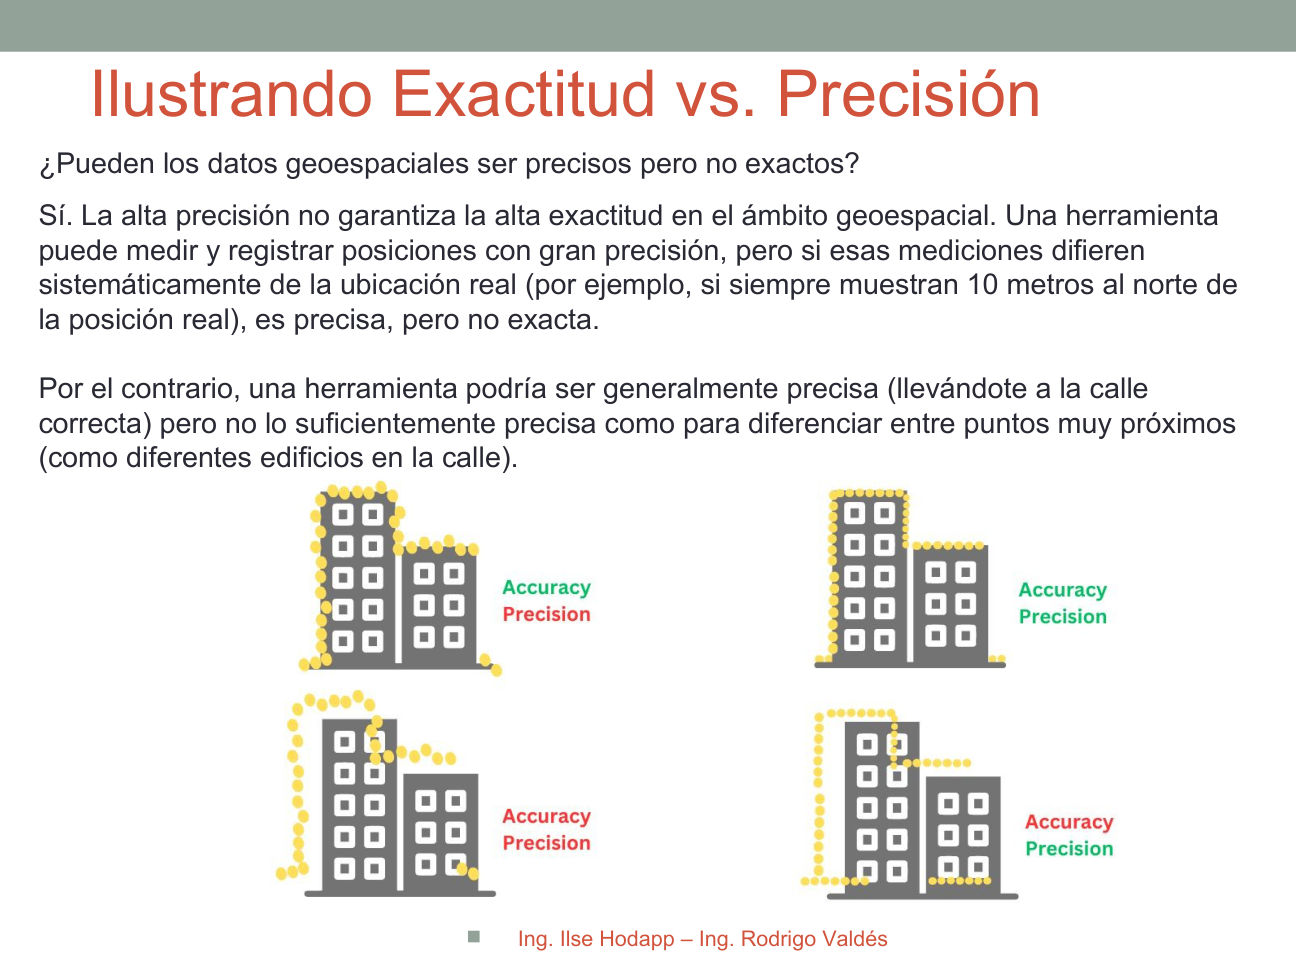 Ilustrando Exactitud vs. Precisión
¿Pueden los datos geoespaciales ser precisos pero no exactos?
Sí. La alta precisión no garantiza la alta exactitud en el ámbito geoespacial. Una herramienta
puede medir y registrar posiciones con gran precisión, pero si esas mediciones difieren
sistemáticamente de la ubicación real (por ejemplo, si siempre muestran 10 metros al norte de
la posición real), es precisa, pero no exacta.
Por el contrario, una herramienta podría ser generalmente precisa (llevándote a la calle
correcta) pero no lo suficientemente precisa como para diferenciar entre puntos muy próximos
(como diferentes edificios en la calle).
Accuracy
Precision
Accuracy
Precision
Accuracy
Precision
Accuracy
Precision
Ing. Ilse Hodapp – Ing. Rodrigo Valdés